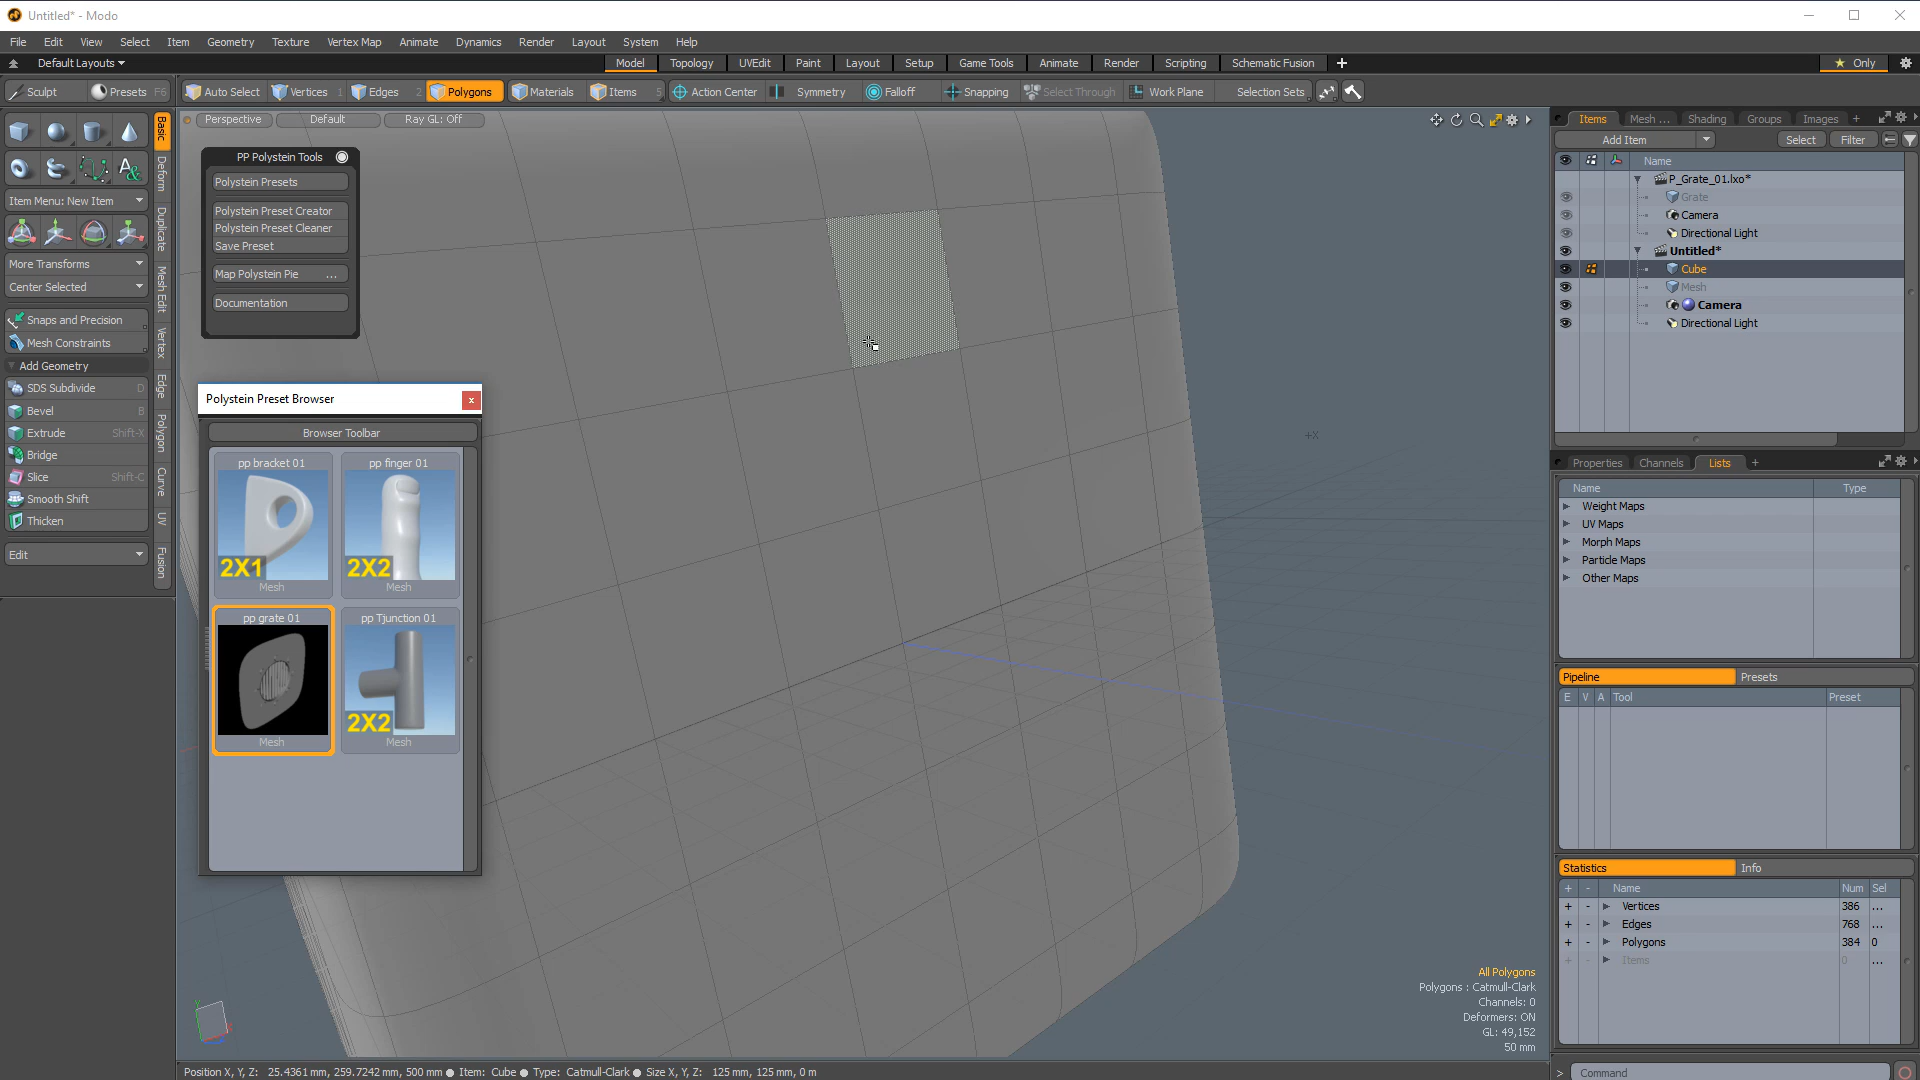 Untitled* - Modo
File Edit View Select Item Geometry Texture Vertex Map Animate Dynamics Render Layout System Help
Default Layouts Model Topology UVEdit Paint Layout Setup Game Tools Animate Render Scripting Schematic Fusion + Only
Sculpt Presets F6 Auto Select Vertices 1 Edges 2 Polygons Materials Items 5 Action Center Symmetry Falloff Snapping Select Through Work Plane Selection Sets
Perspective Default Ray GL: Off
Basic
Deform
Duplicate
Mesh Edit
Vertex
Edge
Polygon
Curve
UV
Fusion
Item Menu: New Item
More Transforms
Center Selected
Snaps and Precision
Mesh Constraints
Add Geometry
SDS Subdivide D
Bevel
Extrude Shift-X
Bridge
Slice Shift-C
Smooth Shift
Thicken
Edit
PP Polystein Tools
Polystein Presets
Polystein Preset Creator
Polystein Preset Cleaner
Save Preset
Map Polystein Pie ...
Documentation
Polystein Preset Browser x
Browser Toolbar
pp bracket 01 pp finger 01
2X1 2X2
Mesh Mesh
pp grate 01 pp Tjunction 01
2X2
Mesh Mesh
+X
All Polygons
Polygons : Catmull-Clark
Channels: 0
Deformers: ON
GL: 49,152
50 mm
Items Mesh ... Shading Groups Images +
Add Item Select Filter
Name
P_Grate_01.lxo*
Grate
Camera
Directional Light
Untitled*
Cube
Mesh
Camera
Directional Light
Properties Channels Lists +
Name Type
Weight Maps
UV Maps
Morph Maps
Particle Maps
Other Maps
Pipeline Presets
E V A Tool Preset
Statistics Info
+ - Name Num Sel
+ - Vertices 386 ...
+ - Edges 768 ...
+ - Polygons 384 0
+ - Items 0 ...
Position X, Y, Z: 25.4361 mm, 259.7242 mm, 500 mm Item: Cube Type: Catmull-Clark Size X, Y, Z: 125 mm, 125 mm, 0 m
> Command